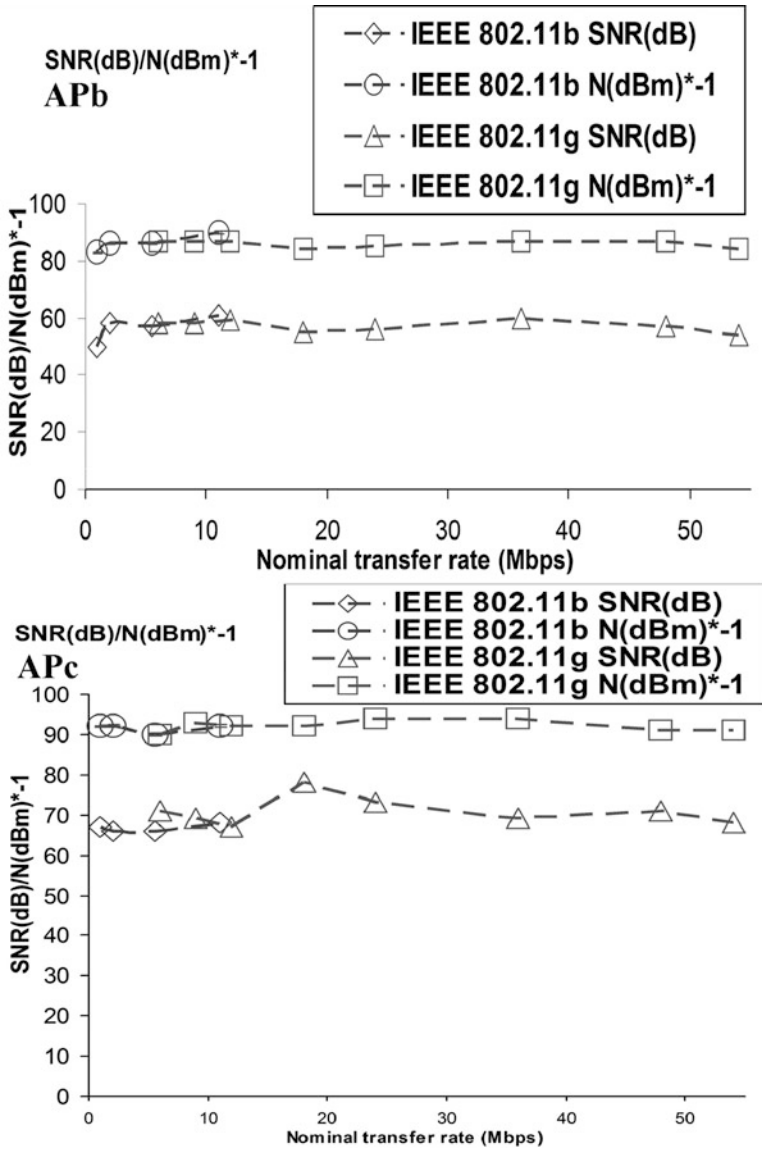 SNR(dB)/N(dBm)*-1
APb
IEEE 802.11b SNR(dB)
IEEE 802.11b N(dBm)*-1
IEEE 802.11g SNR(dB)
IEEE 802.11g N(dBm)*-1
SNR(dB)/N(dBm)*-1
100
80
60
40
20
0
0 10 20 30 40 50
Nominal transfer rate (Mbps)
SNR(dB)/N(dBm)*-1
APc
IEEE 802.11b SNR(dB)
IEEE 802.11b N(dBm)*-1
IEEE 802.11g SNR(dB)
IEEE 802.11g N(dBm)*-1
SNR(dB)/N(dBm)*-1
100
90
80
70
60
50
40
30
20
10
0
0 10 20 30 40 50
Nominal transfer rate (Mbps)